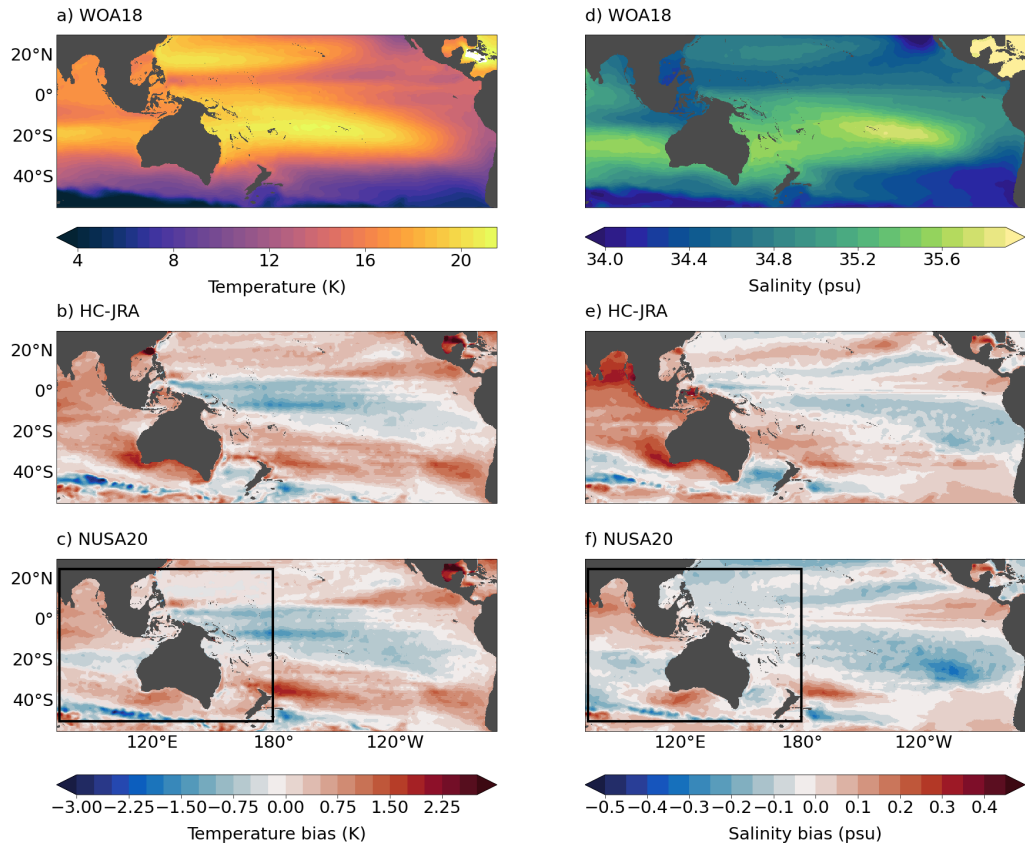 a) WOA18
20°N
0°
20°S
40°S
4 8 12 16 20
Temperature (K)
d) WOA18
34.0 34.4 34.8 35.2 35.6
Salinity (psu)
b) HC-JRA
20°N
0°
20°S
40°S
e) HC-JRA
c) NUSA20
20°N
0°
20°S
40°S
120°E 180° 120°W
−3.00 −2.25 −1.50 −0.75 0.00 0.75 1.50 2.25
Temperature bias (K)
f) NUSA20
120°E 180° 120°W
−0.5 −0.4 −0.3 −0.2 −0.1 0.0 0.1 0.2 0.3 0.4
Salinity bias (psu)